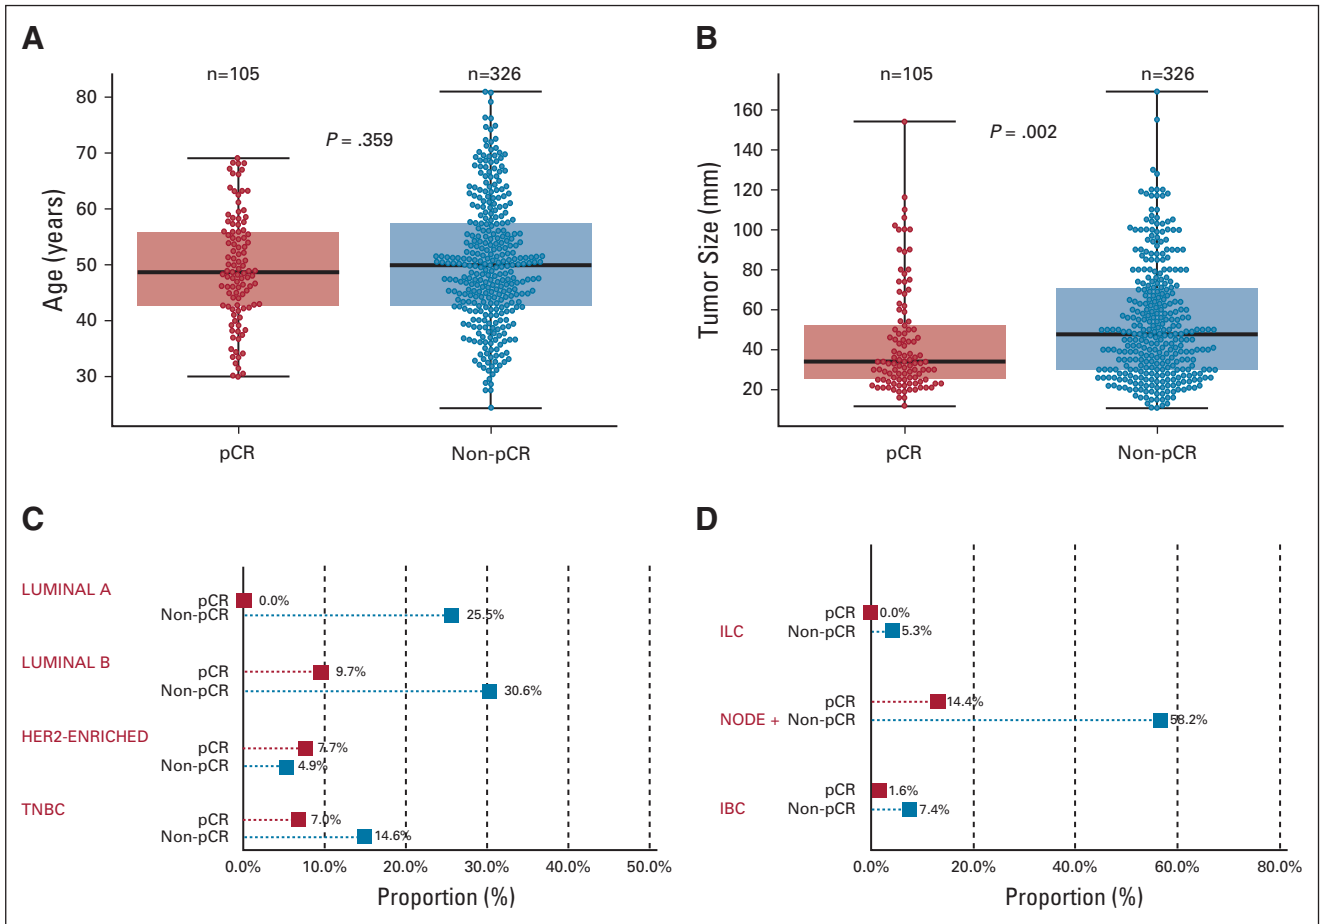 A
n=105
n=326
P = .359
80
70
60
50
40
30
Age (years)
pCR
Non-pCR
B
n=105
n=326
P = .002
160
140
120
100
80
60
40
20
Tumor Size (mm)
pCR
Non-pCR
C
LUMINAL A
pCR 0.0%
Non-pCR 25.5%
LUMINAL B
pCR 9.7%
Non-pCR 30.6%
HER2-ENRICHED
pCR 7.7%
Non-pCR 4.9%
TNBC
pCR 7.0%
Non-pCR 14.6%
0.0% 10.0% 20.0% 30.0% 40.0% 50.0%
Proportion (%)
D
pCR 0.0%
ILC Non-pCR 5.3%
pCR 14.4%
NODE + Non-pCR 58.2%
pCR 1.6%
IBC Non-pCR 7.4%
0.0% 20.0% 40.0% 60.0% 80.0%
Proportion (%)